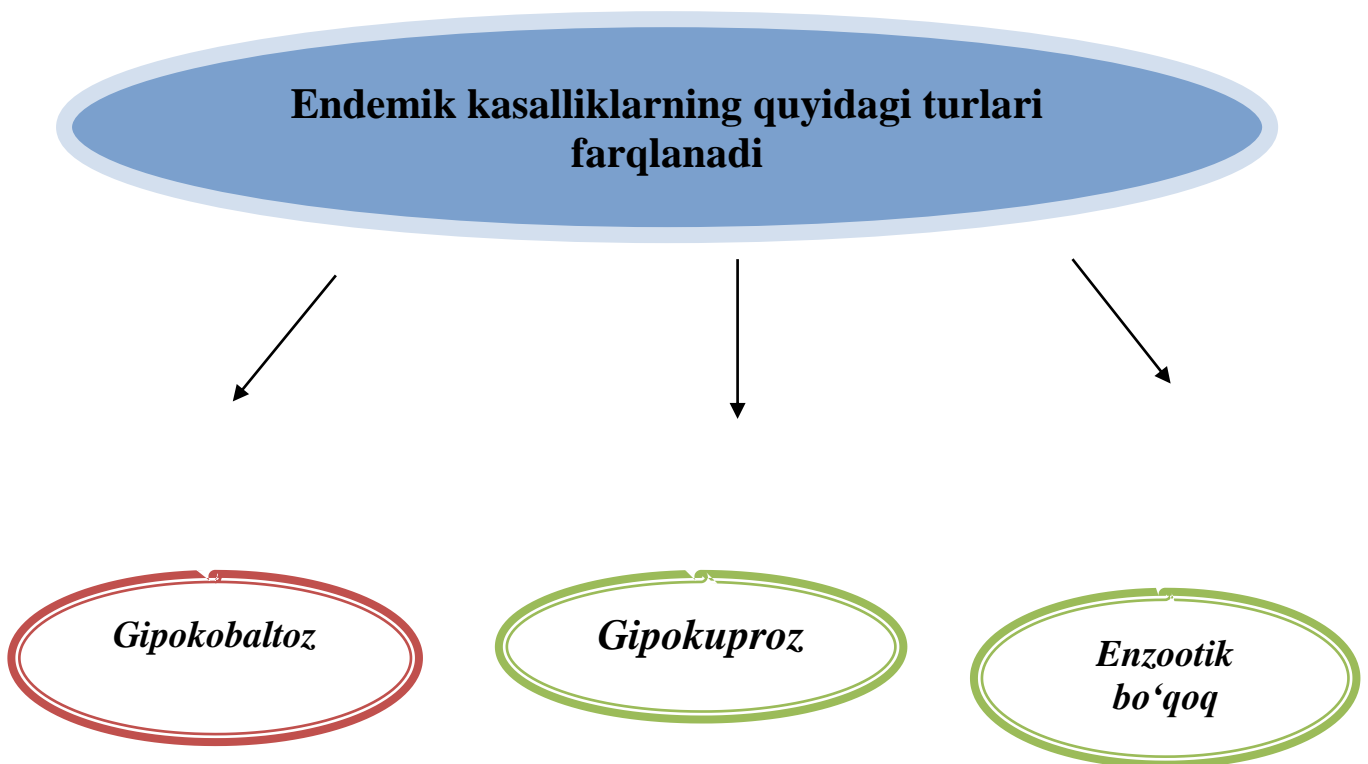 Endemik kasalliklarning quyidagi turlari
farqlanadi
Gipokobaltoz
Gipokuproz
Enzootik
bo‘qoq